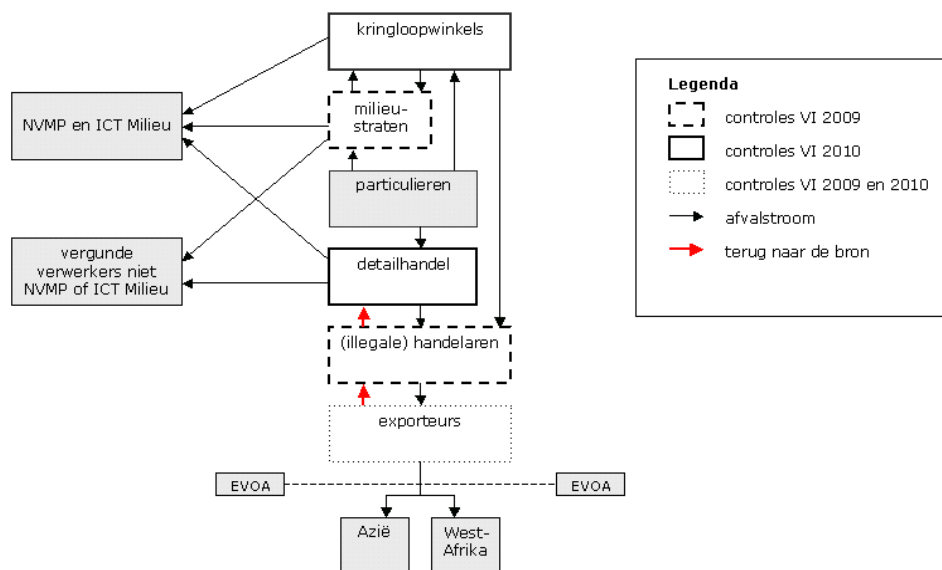 kringloopwinkels
milieu-
straten
NVMP en ICT Milieu
particulieren
vergunde
verwerkers niet
NVMP of ICT Milieu
detailhandel
(illegale) handelaren
exporteurs
EVOA
EVOA
Azië
West-
Afrika
Legenda
controles VI 2009
controles VI 2010
controles VI 2009 en 2010
afvalstroom
terug naar de bron